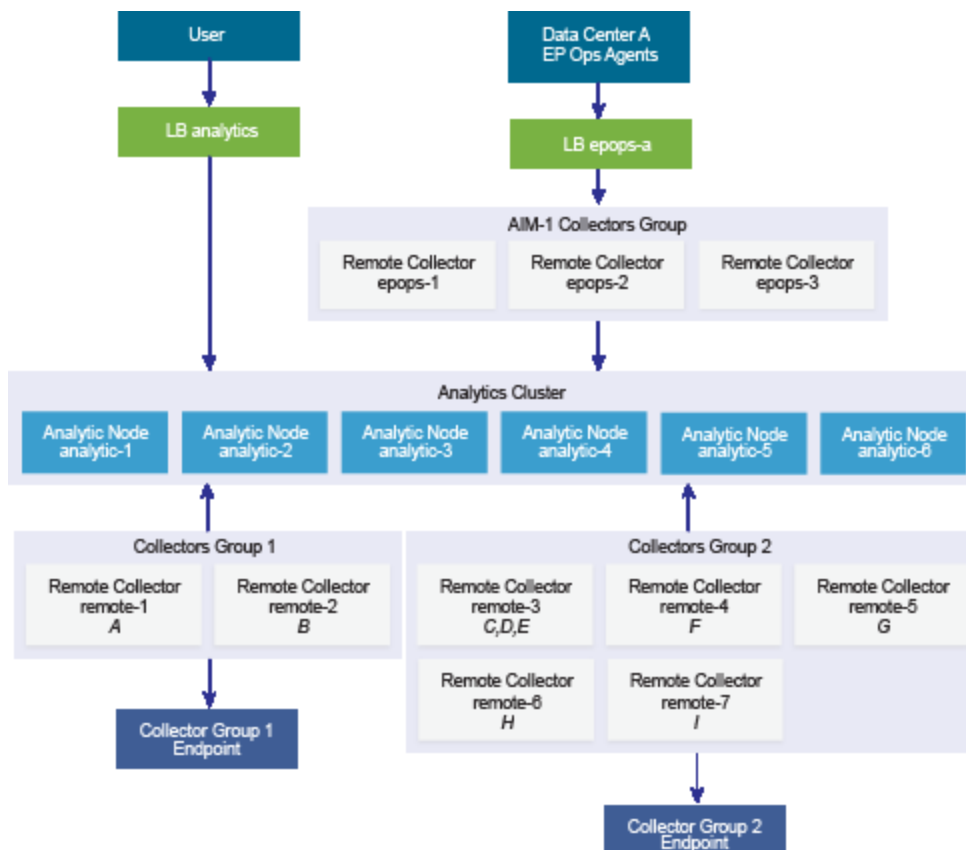 User
Data Center A
EP Ops Agents
LB analytics
LB epops-a
AIM-1 Collectors Group
Remote Collector
epops-1
Remote Collector
epops-2
Remote Collector
epops-3
Analytics Cluster
Analytic Node
analytic-1
Analytic Node
analytic-2
Analytic Node
analytic-3
Analytic Node
analytic-4
Analytic Node
analytic-5
Analytic Node
analytic-6
Collectors Group 1
Remote Collector
remote-1
A
Remote Collector
remote-2
B
Collectors Group 2
Remote Collector
remote-3
C,D,E
Remote Collector
remote-4
F
Remote Collector
remote-5
G
Remote Collector
remote-6
H
Remote Collector
remote-7
I
Collector Group 1
Endpoint
Collector Group 2
Endpoint